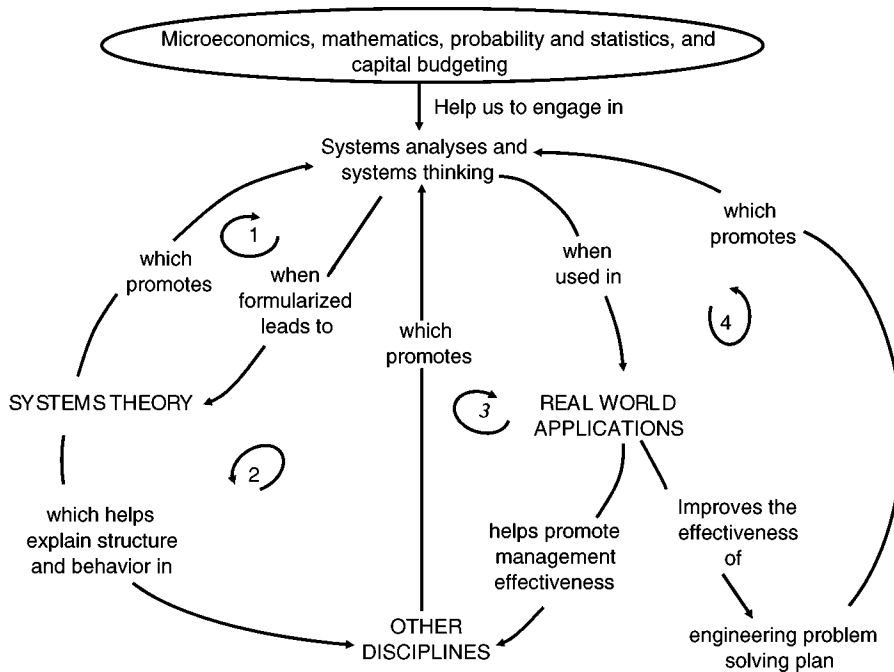 Microeconomics, mathematics, probability and statistics, and
capital budgeting
Help us to engage in
Systems analyses and
systems thinking
which
promotes
1
when
formularized
leads to
which
promotes
when
used in
which
promotes
4
SYSTEMS THEORY
3
REAL WORLD
APPLICATIONS
2
which helps
explain structure
and behavior in
helps promote
management
effectiveness
Improves the
effectiveness
of
OTHER
DISCIPLINES
engineering problem
solving plan